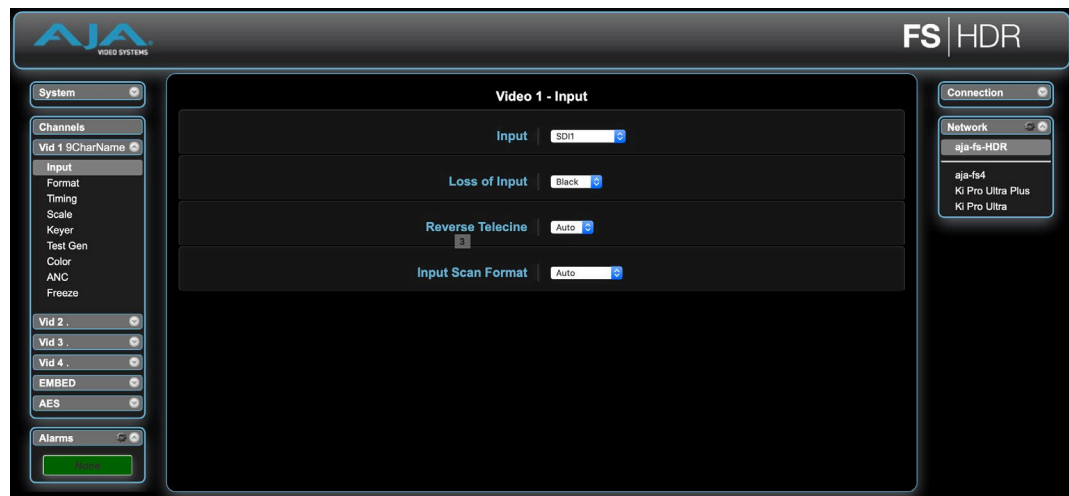 AJA
VIDEO SYSTEMS
FS HDR
System
Channels
Vid 1 9CharName
Input
Format
Timing
Scale
Keyer
Test Gen
Color
ANC
Freeze
Vid 2 .
Vid 3 .
Vid 4 .
EMBED
AES
Alarms
None
Video 1 - Input
Input SDI1
Loss of Input Black
Reverse Telecine Auto
3
Input Scan Format Auto
Connection
Network
aja-fs-HDR
aja-fs4
Ki Pro Ultra Plus
Ki Pro Ultra